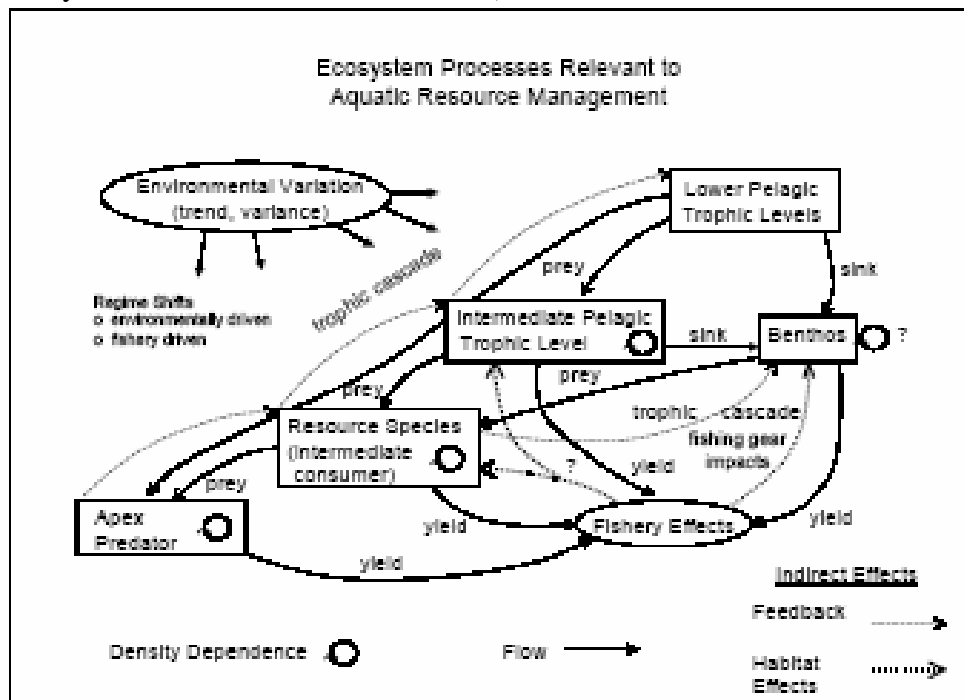 Ecosystem Processes Relevant to
Aquatic Resource Management
Environmental Variation
(trend, variance)
Lower Pelagic
Trophic Levels
prey
sink
trophic cascade
Regime Shifts
o environmentally driven
o fishery driven
Intermediate Pelagic
Trophic Level
sink
Benthos
?
prey
prey
Resource Species
(Intermediate
consumer)
trophic cascade
fishing gear
impacts
?
yield
prey
Apex
Predator
yield
Fishery Effects
yield
yield
Indirect Effects
Feedback
Density Dependence
Flow
Habitat
Effects